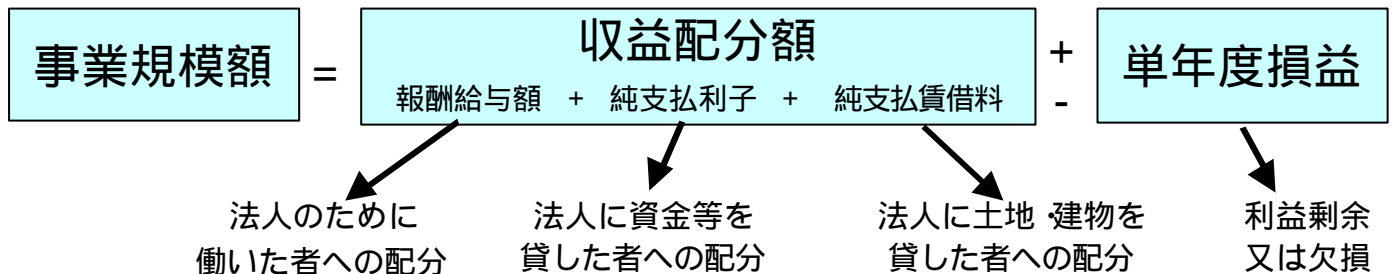 事業規模額 = 収益配分額 + - 単年度損益
報酬給与額 + 純支払利子 + 純支払賃借料
法人のために 法人に資金等を 法人に土地・建物を 利益剰余
働いた者への配分 貸した者への配分 貸した者への配分 又は欠損